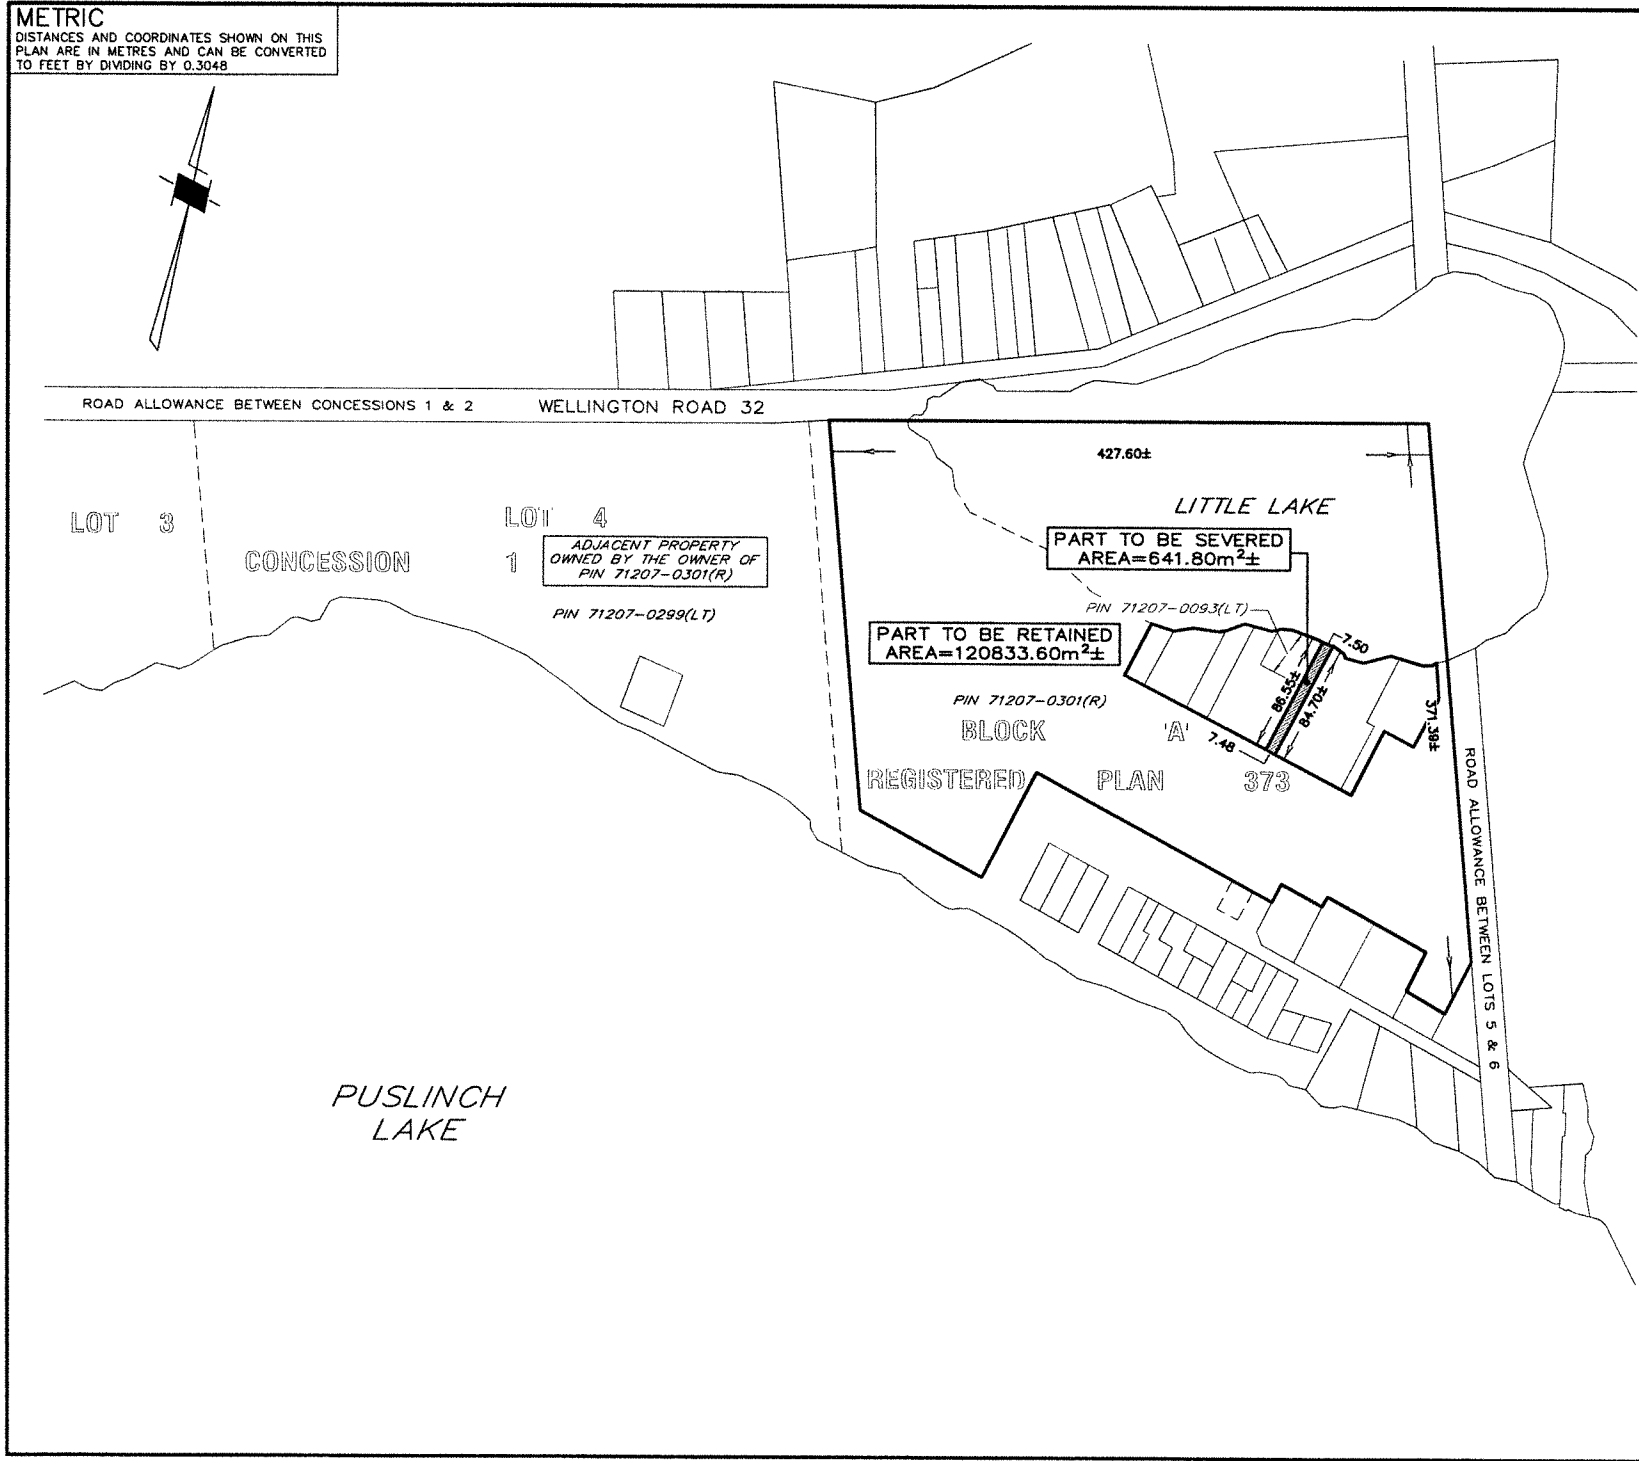 METRIC
DISTANCES AND COORDINATES SHOWN ON THIS
PLAN ARE IN METRES AND CAN BE CONVERTED
TO FEET BY DIVIDING BY 0.3048
ROAD ALLOWANCE BETWEEN CONCESSIONS 1 & 2 WELLINGTON ROAD 32
427.60±
LITTLE LAKE
LOT 3
LOT 4
CONCESSION 1
ADJACENT PROPERTY
OWNED BY THE OWNER OF
PIN 71207-0301(R)
PIN 71207-0299(LT)
PART TO BE SEVERED
AREA=641.80m²±
PIN 71207-0093(LT)
PART TO BE RETAINED
AREA=120833.60m²±
7.50
86.55±
84.70±
7.48
371.39±
PIN 71207-0301(R)
BLOCK 'A'
REGISTERED PLAN 373
ROAD ALLOWANCE BETWEEN LOTS 5 & 6
PUSLINCH
LAKE